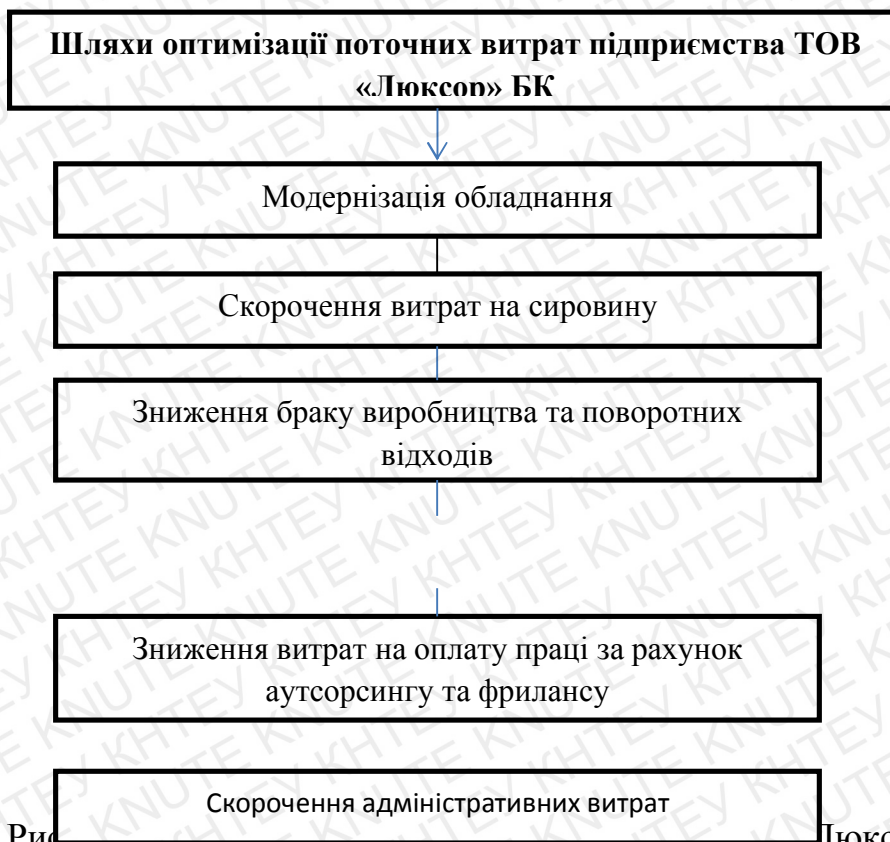 Шляхи оптимізації поточних витрат підприємства ТОВ
«Люксор» БК
Модернізація обладнання
Скорочення витрат на сировину
Зниження браку виробництва та поворотних
відходів
Зниження витрат на оплату праці за рахунок
аутсорсингу та фрилансу
Скорочення адміністративних витрат